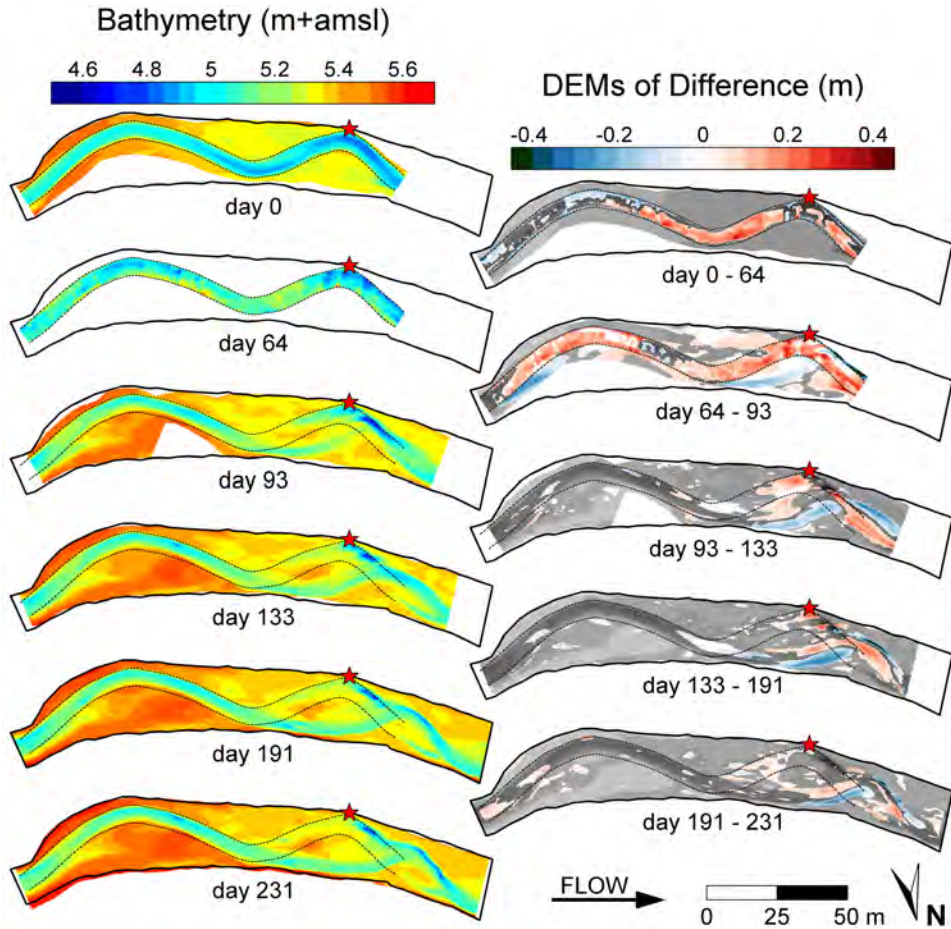 Bathymetry (m+amsl)
4.6 4.8 5 5.2 5.4 5.6
day 0
day 64
day 93
day 133
day 191
day 231
DEMs of Difference (m)
-0.4 -0.2 0 0.2 0.4
day 0 - 64
day 64 - 93
day 93 - 133
day 133 - 191
day 191 - 231
FLOW
0 25 50 m
N